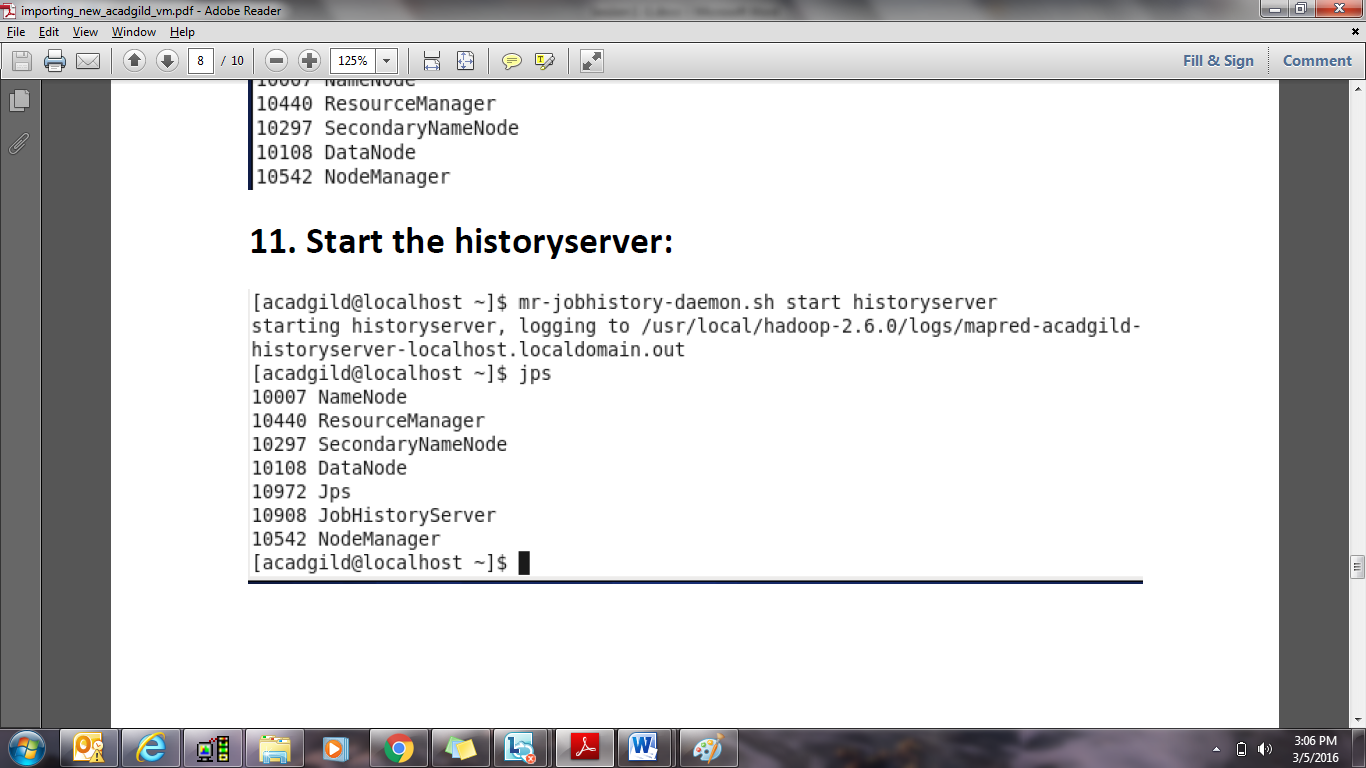 importing_new_acadgild_vm.pdf - Adobe Reader
File Edit View Window Help
8 / 10 125% Fill & Sign Comment
10007 NameNode
10440 ResourceManager
10297 SecondaryNameNode
10108 DataNode
10542 NodeManager
11. Start the historyserver:
[acadgild@localhost ~]$ mr-jobhistory-daemon.sh start historyserver
starting historyserver, logging to /usr/local/hadoop-2.6.0/logs/mapred-acadgild-
historyserver-localhost.localdomain.out
[acadgild@localhost ~]$ jps
10007 NameNode
10440 ResourceManager
10297 SecondaryNameNode
10108 DataNode
10972 Jps
10908 JobHistoryServer
10542 NodeManager
[acadgild@localhost ~]$
3:06 PM
3/5/2016